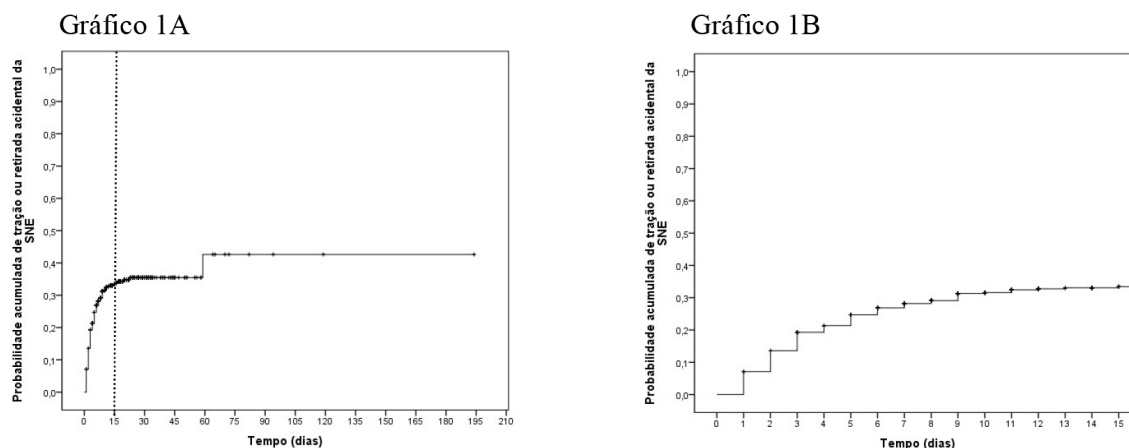 Gráfico 1A
Probabilidade acumulada de tração ou retirada acidental da
SNE
1,0
0,9
0,8
0,7
0,6
0,5
0,4
0,3
0,2
0,1
0,0
0 15 30 45 60 75 90 105 120 135 150 165 180 195 210
Tempo (dias)
Gráfico 1B
Probabilidade acumulada de tração ou retirada acidental da
SNE
1,0
0,9
0,8
0,7
0,6
0,5
0,4
0,3
0,2
0,1
0,0
0 1 2 3 4 5 6 7 8 9 10 11 12 13 14 15
Tempo (dias)